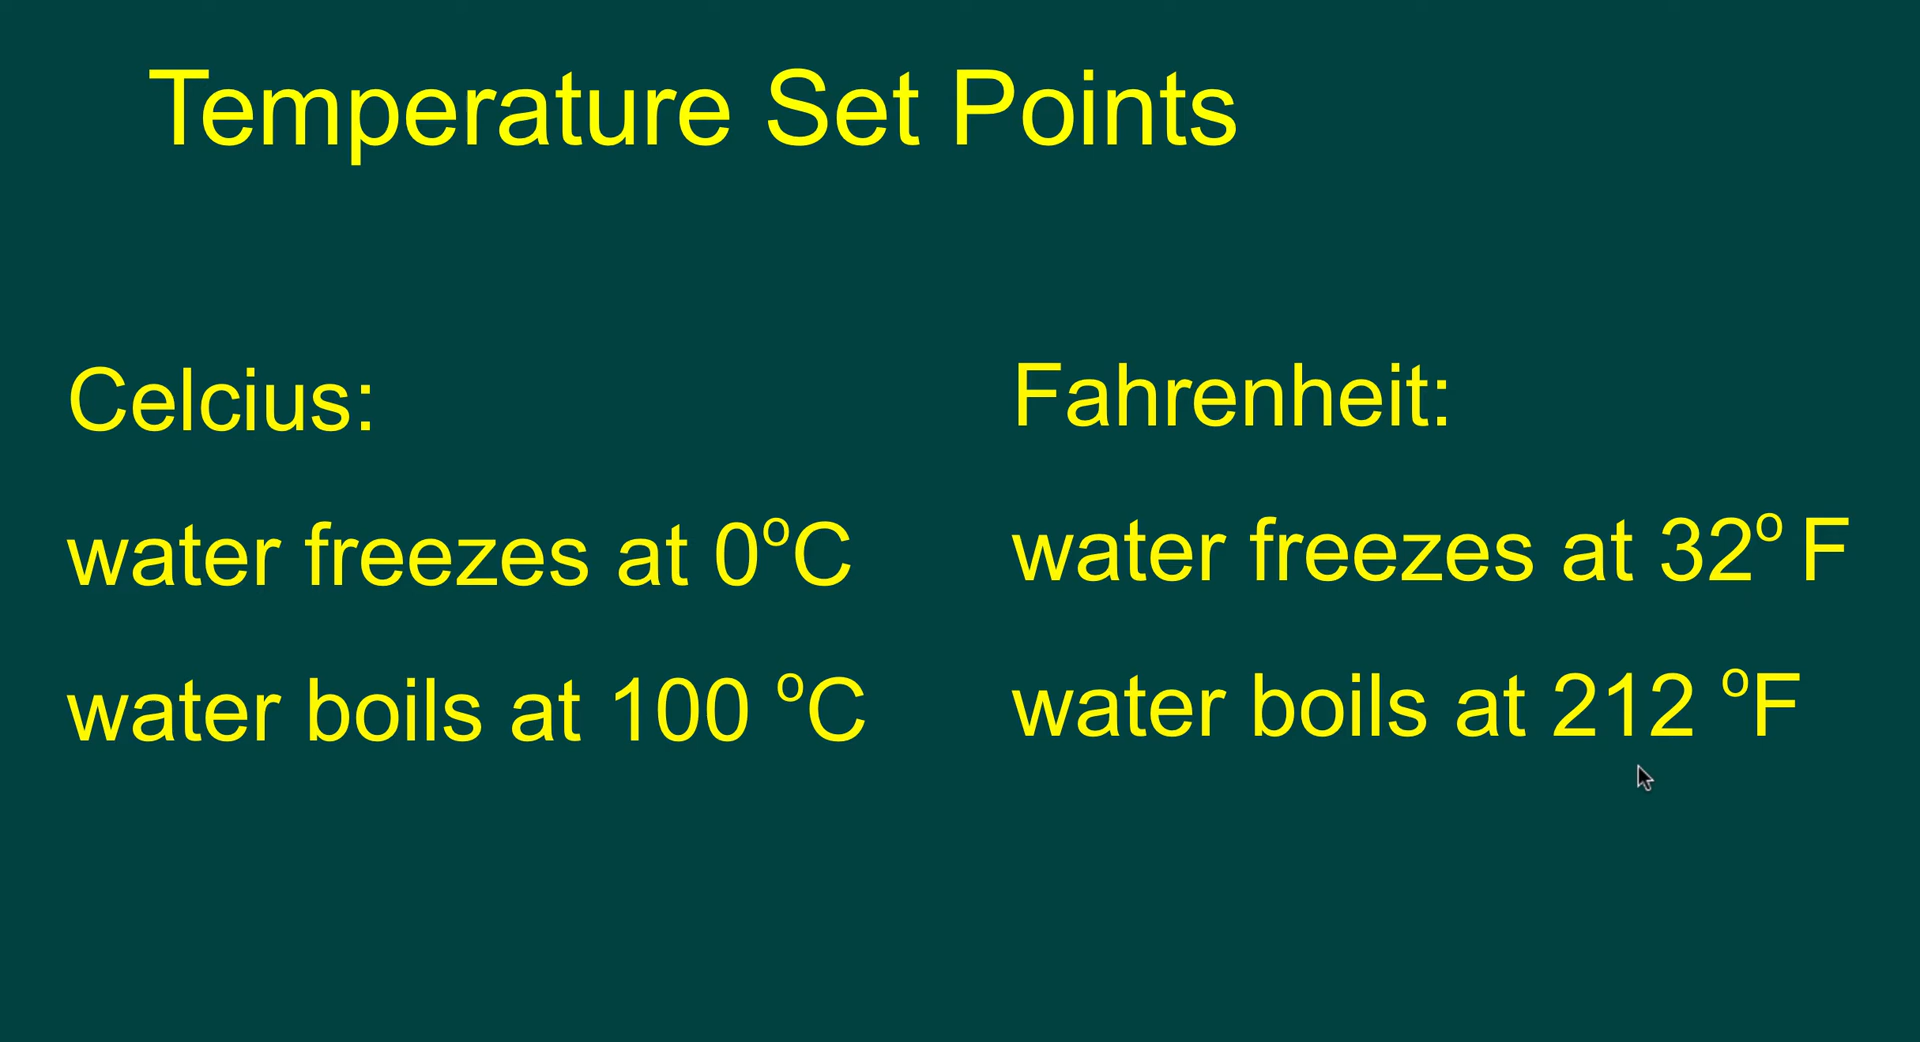 Temperature Set Points
Celcius:
water freezes at 0°C
water boils at 100 °C
Fahrenheit:
water freezes at 32° F
water boils at 212 °F